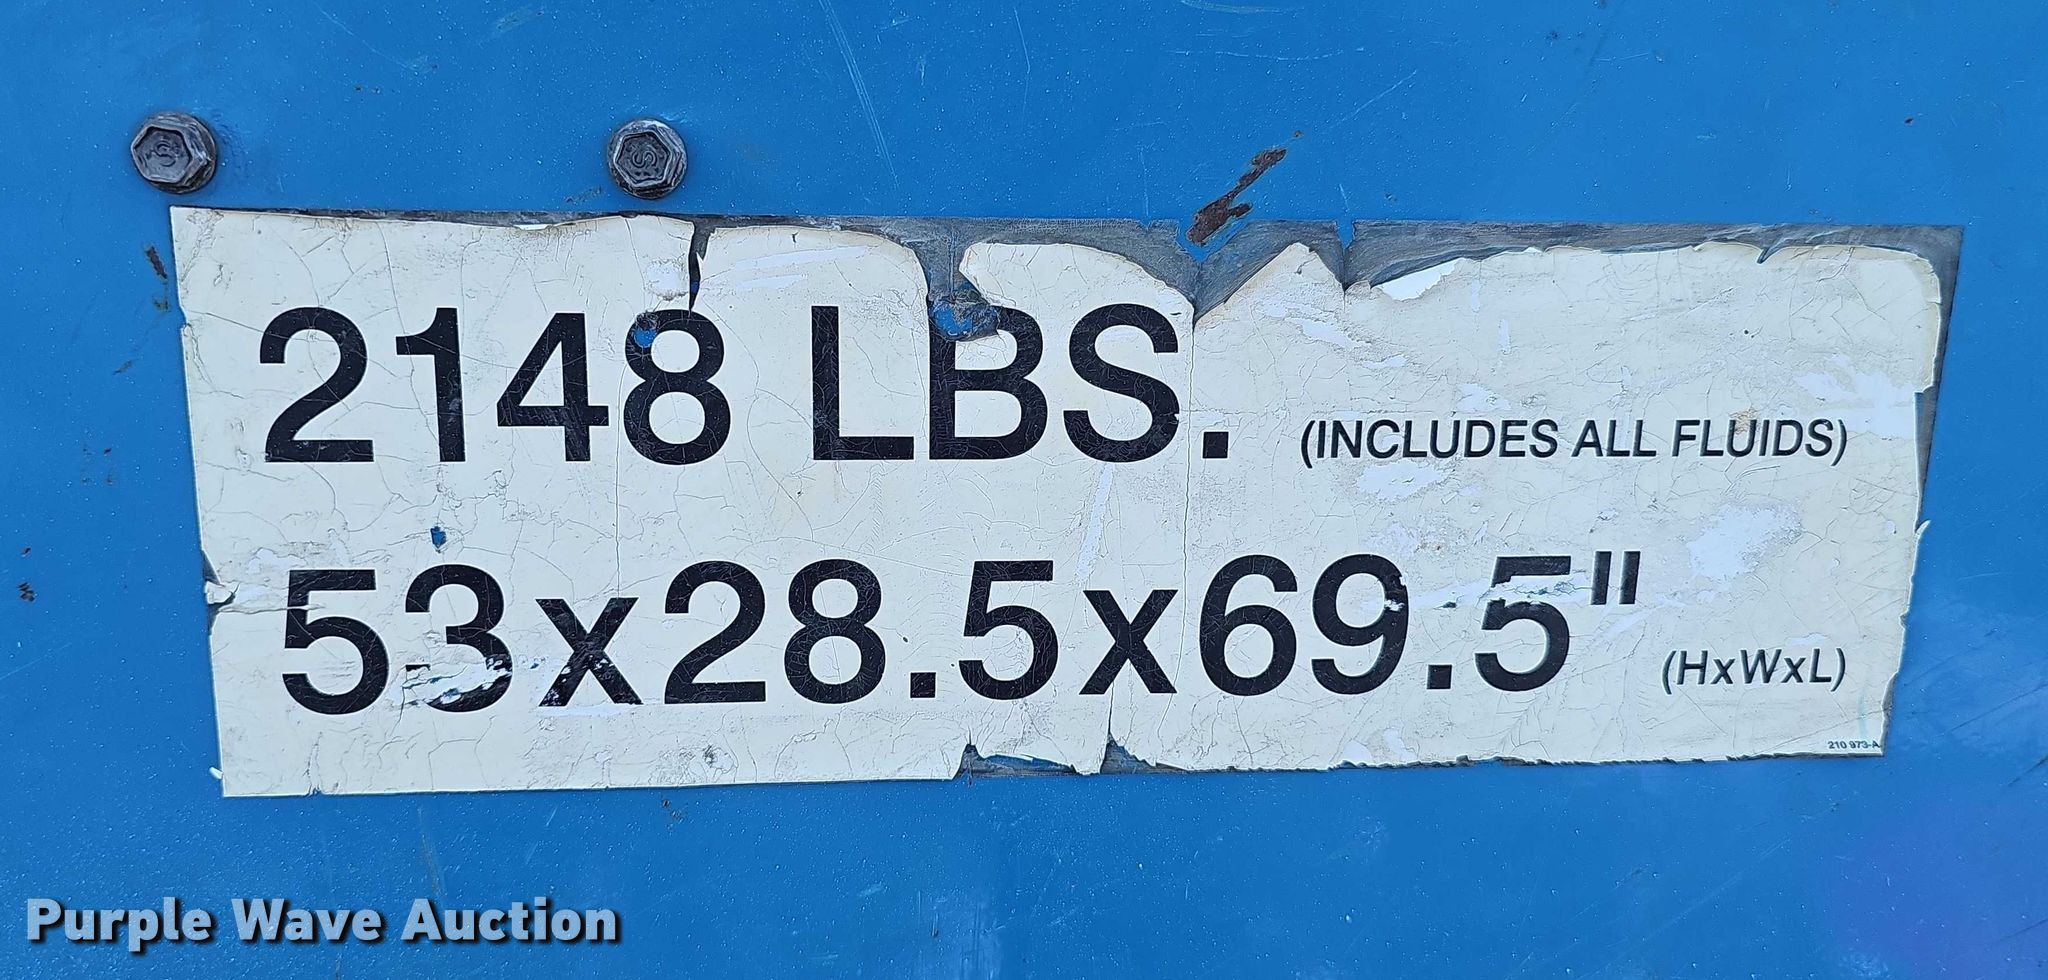 2148 LBS. (INCLUDES ALL FLUIDS)
53x28.5x69.5" (HxWxL)
210 973-A
Purple Wave Auction